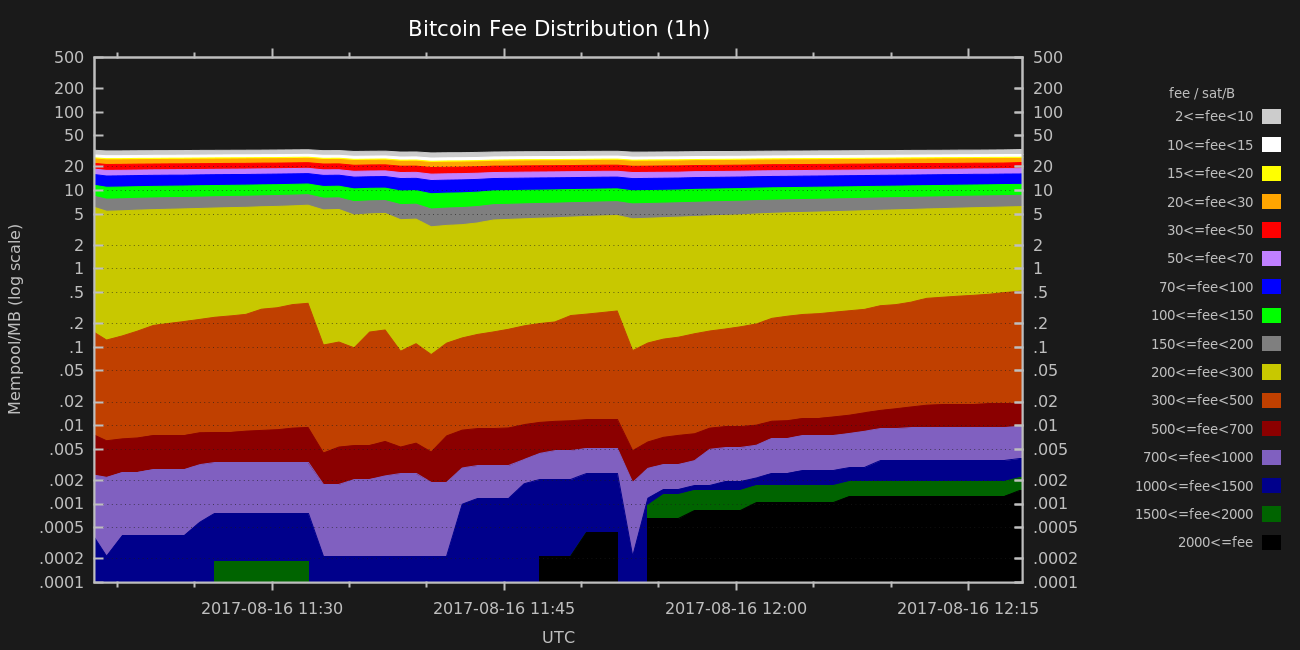 Bitcoin Fee Distribution (1h)
500 500
200 200
100 100
50 50
20 20
10 10
5 5
2 2
1 1
.5 .5
.2 .2
.1 .1
.05 .05
.02 .02
.01 .01
.005 .005
.002 .002
.001 .001
.0005 .0005
.0002 .0002
.0001 .0001
Mempool/MB (log scale)
2017-08-16 11:30 2017-08-16 11:45 2017-08-16 12:00 2017-08-16 12:15
UTC
fee / sat/B
2<=fee<10
10<=fee<15
15<=fee<20
20<=fee<30
30<=fee<50
50<=fee<70
70<=fee<100
100<=fee<150
150<=fee<200
200<=fee<300
300<=fee<500
500<=fee<700
700<=fee<1000
1000<=fee<1500
1500<=fee<2000
2000<=fee